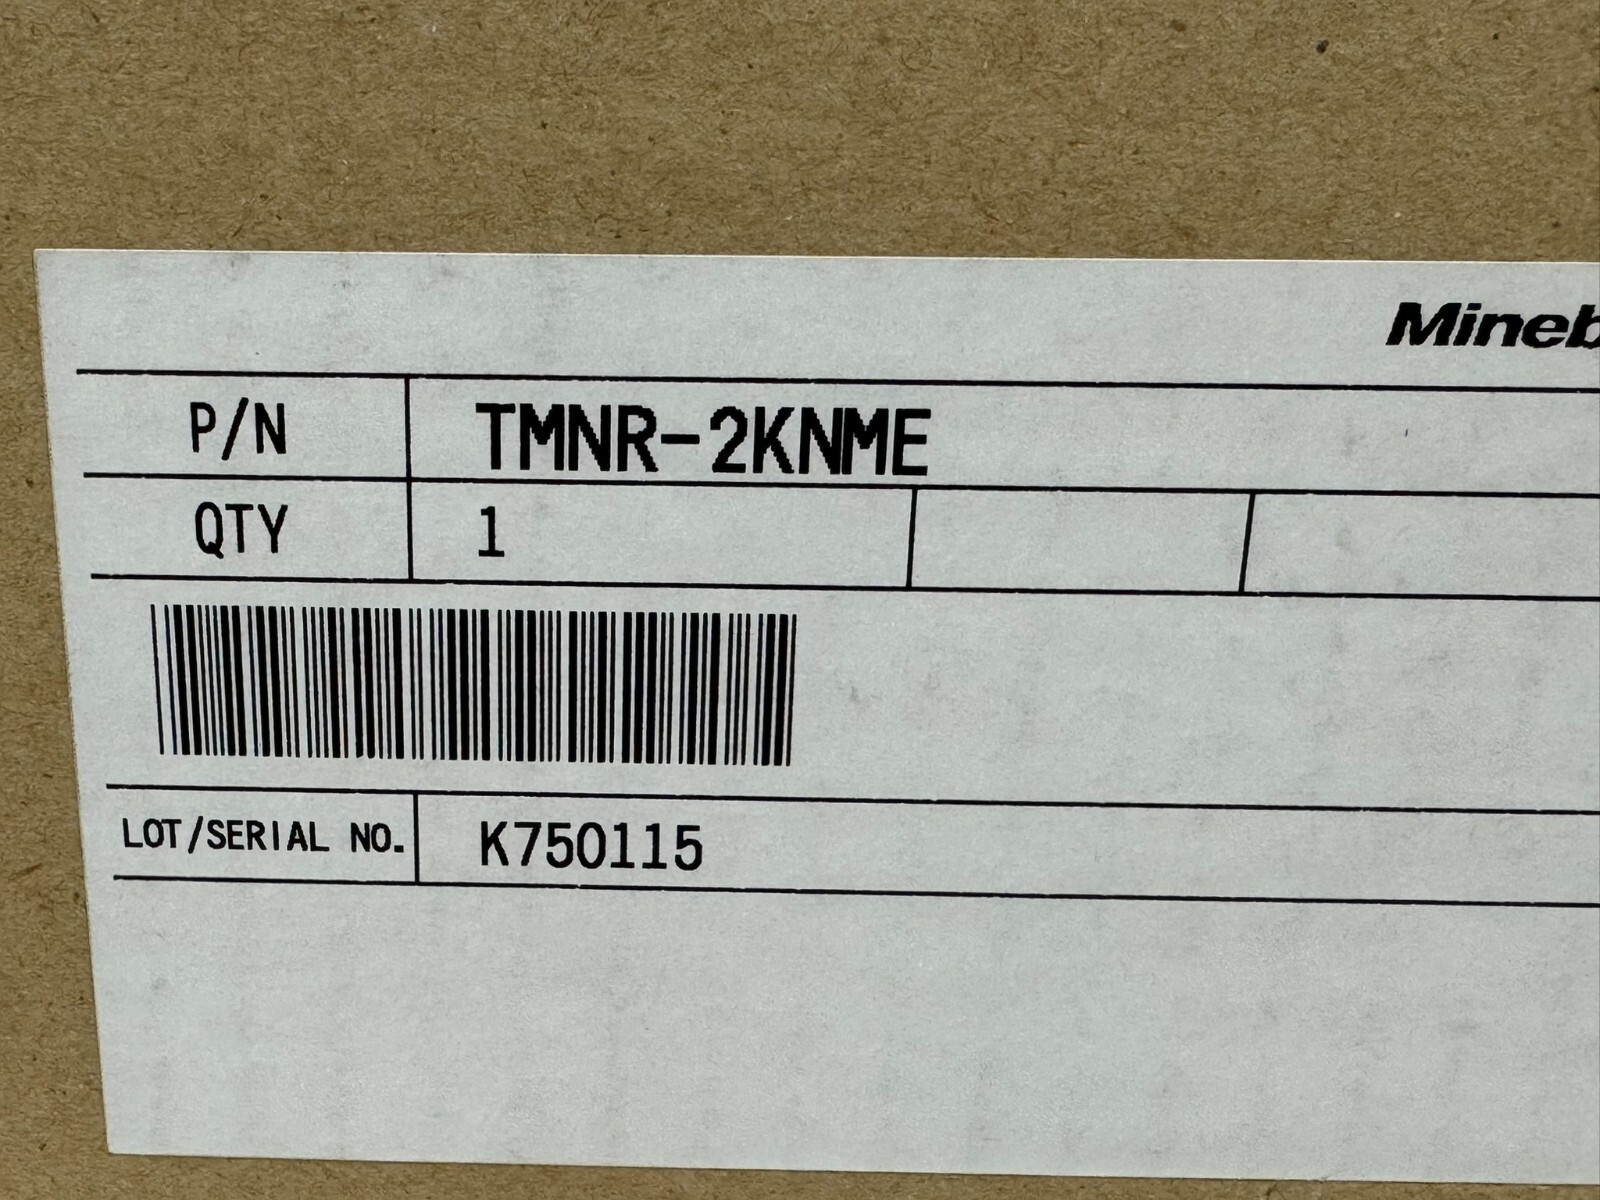 Mineb
P/N TMNR-2KNME
QTY 1
LOT/SERIAL NO. K750115